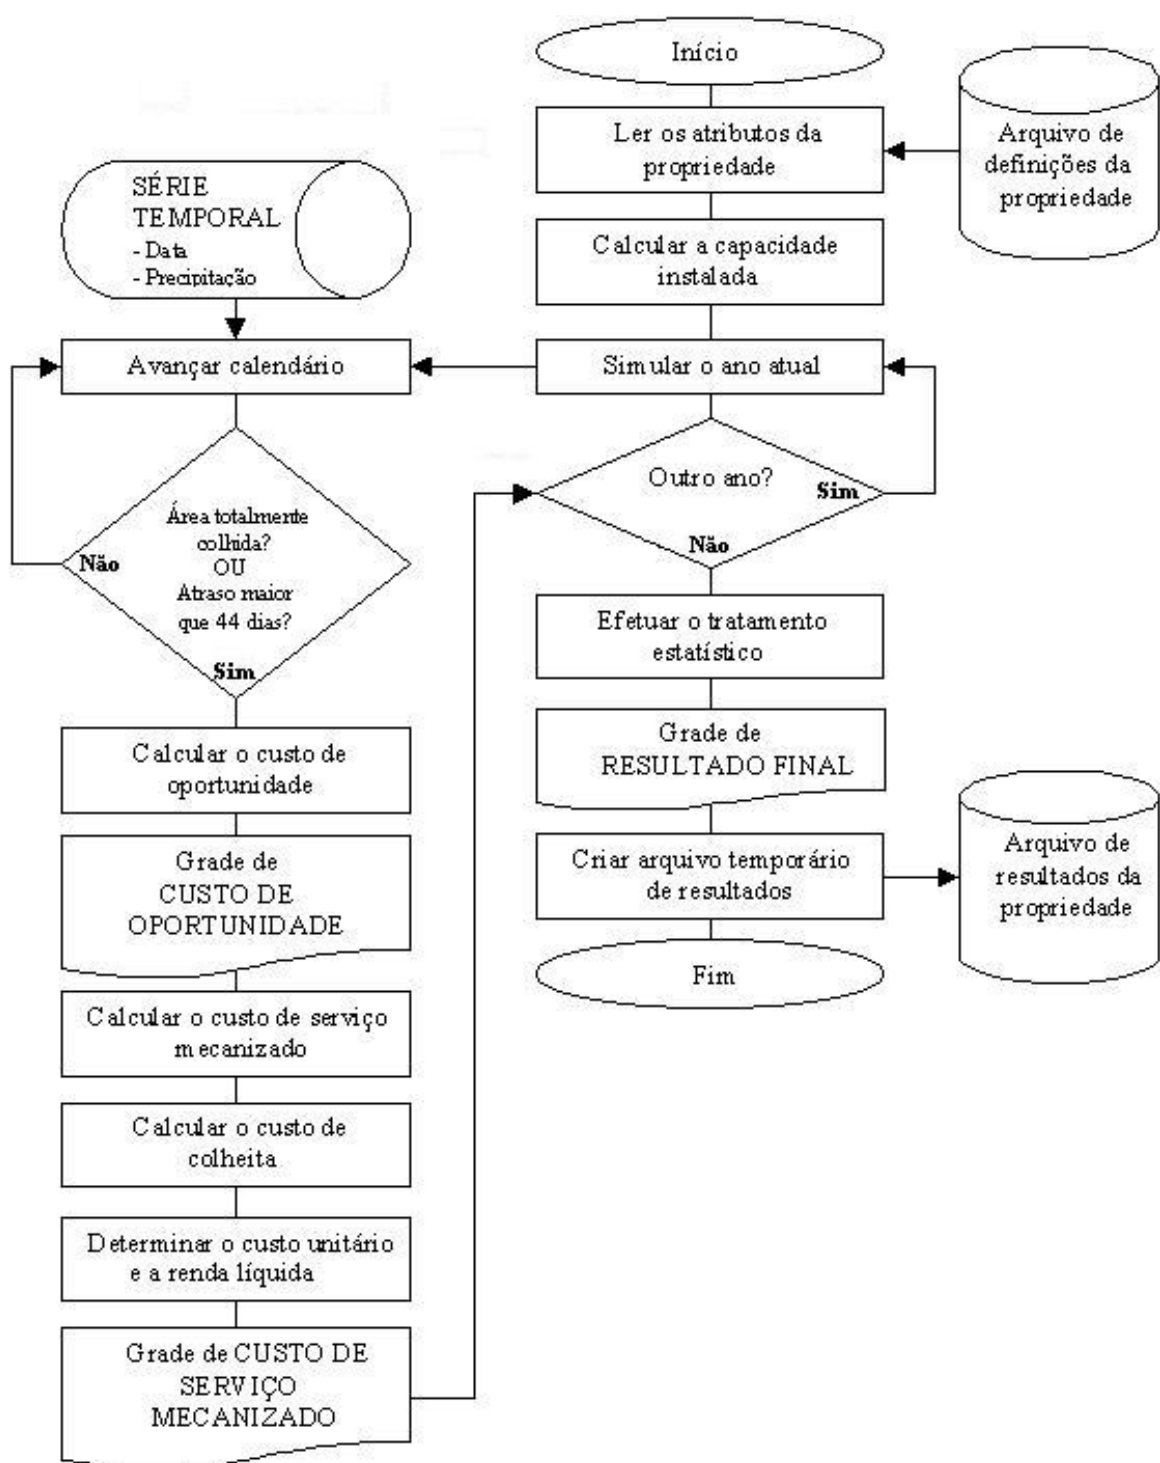 Início
Ler os atributos da
propriedade
Arquivo de
definições da
propriedade
Calcular a capacidade
instalada
SÉRIE
TEMPORAL
- Data
- Precipitação
Avançar calendário
Simular o ano atual
Outro ano?
Sim
Não
Área totalmente
colhida?
OU
Atraso maior
que 44 dias?
Não
Sim
Calcular o custo de
oportunidade
Grade de
CUSTO DE
OPORTUNIDADE
Calcular o custo de serviço
mecanizado
Calcular o custo de
colheita
Determinar o custo unitário
e a renda líquida
Grade de CUSTO DE
SERVIÇO
MECANIZADO
Efetuar o tratamento
estatístico
Grade de
RESULTADO FINAL
Criar arquivo temporário
de resultados
Arquivo de
resultados da
propriedade
Fim